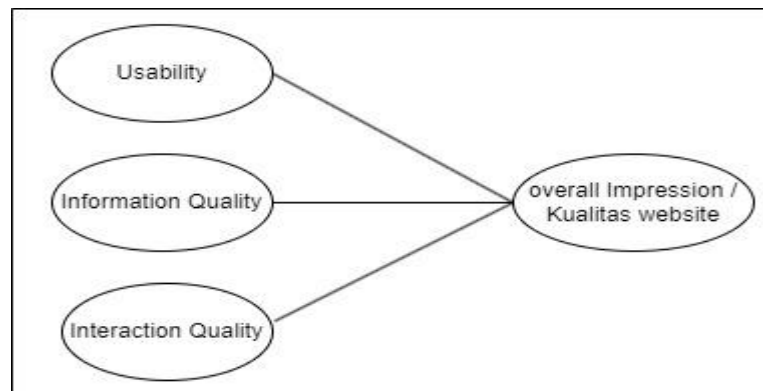 Usability
Information Quality
overall Impression /
Kualitas website
Interaction Quality